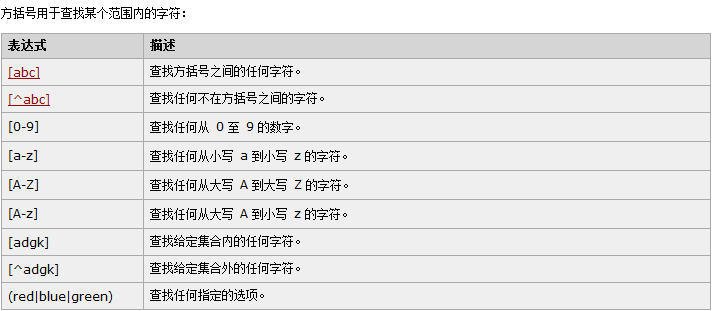 方括号用于查找某个范围内的字符：
表达式 描述
[abc] 查找方括号之间的任何字符。
[^abc] 查找任何不在方括号之间的字符。
[0-9] 查找任何从 0 至 9 的数字。
[a-z] 查找任何从小写 a 到小写 z 的字符。
[A-Z] 查找任何从大写 A 到大写 Z 的字符。
[A-z] 查找任何从大写 A 到小写 z 的字符。
[adgk] 查找给定集合内的任何字符。
[^adgk] 查找给定集合外的任何字符。
(red|blue|green) 查找任何指定的选项。